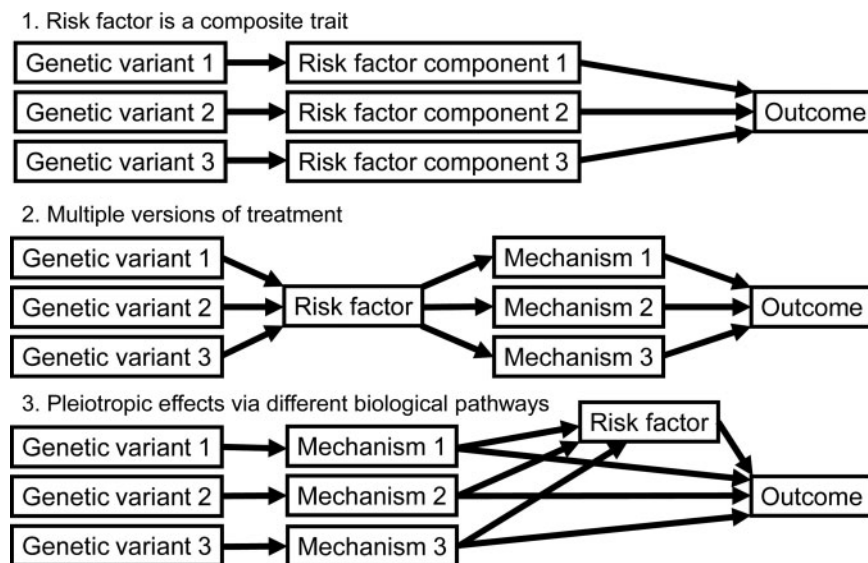 1. Risk factor is a composite trait
Genetic variant 1
Risk factor component 1
Genetic variant 2
Risk factor component 2
Outcome
Genetic variant 3
Risk factor component 3
2. Multiple versions of treatment
Genetic variant 1
Mechanism 1
Genetic variant 2
Risk factor
Mechanism 2
Outcome
Genetic variant 3
Mechanism 3
3. Pleiotropic effects via different biological pathways
Risk factor
Genetic variant 1
Mechanism 1
Genetic variant 2
Mechanism 2
Outcome
Genetic variant 3
Mechanism 3